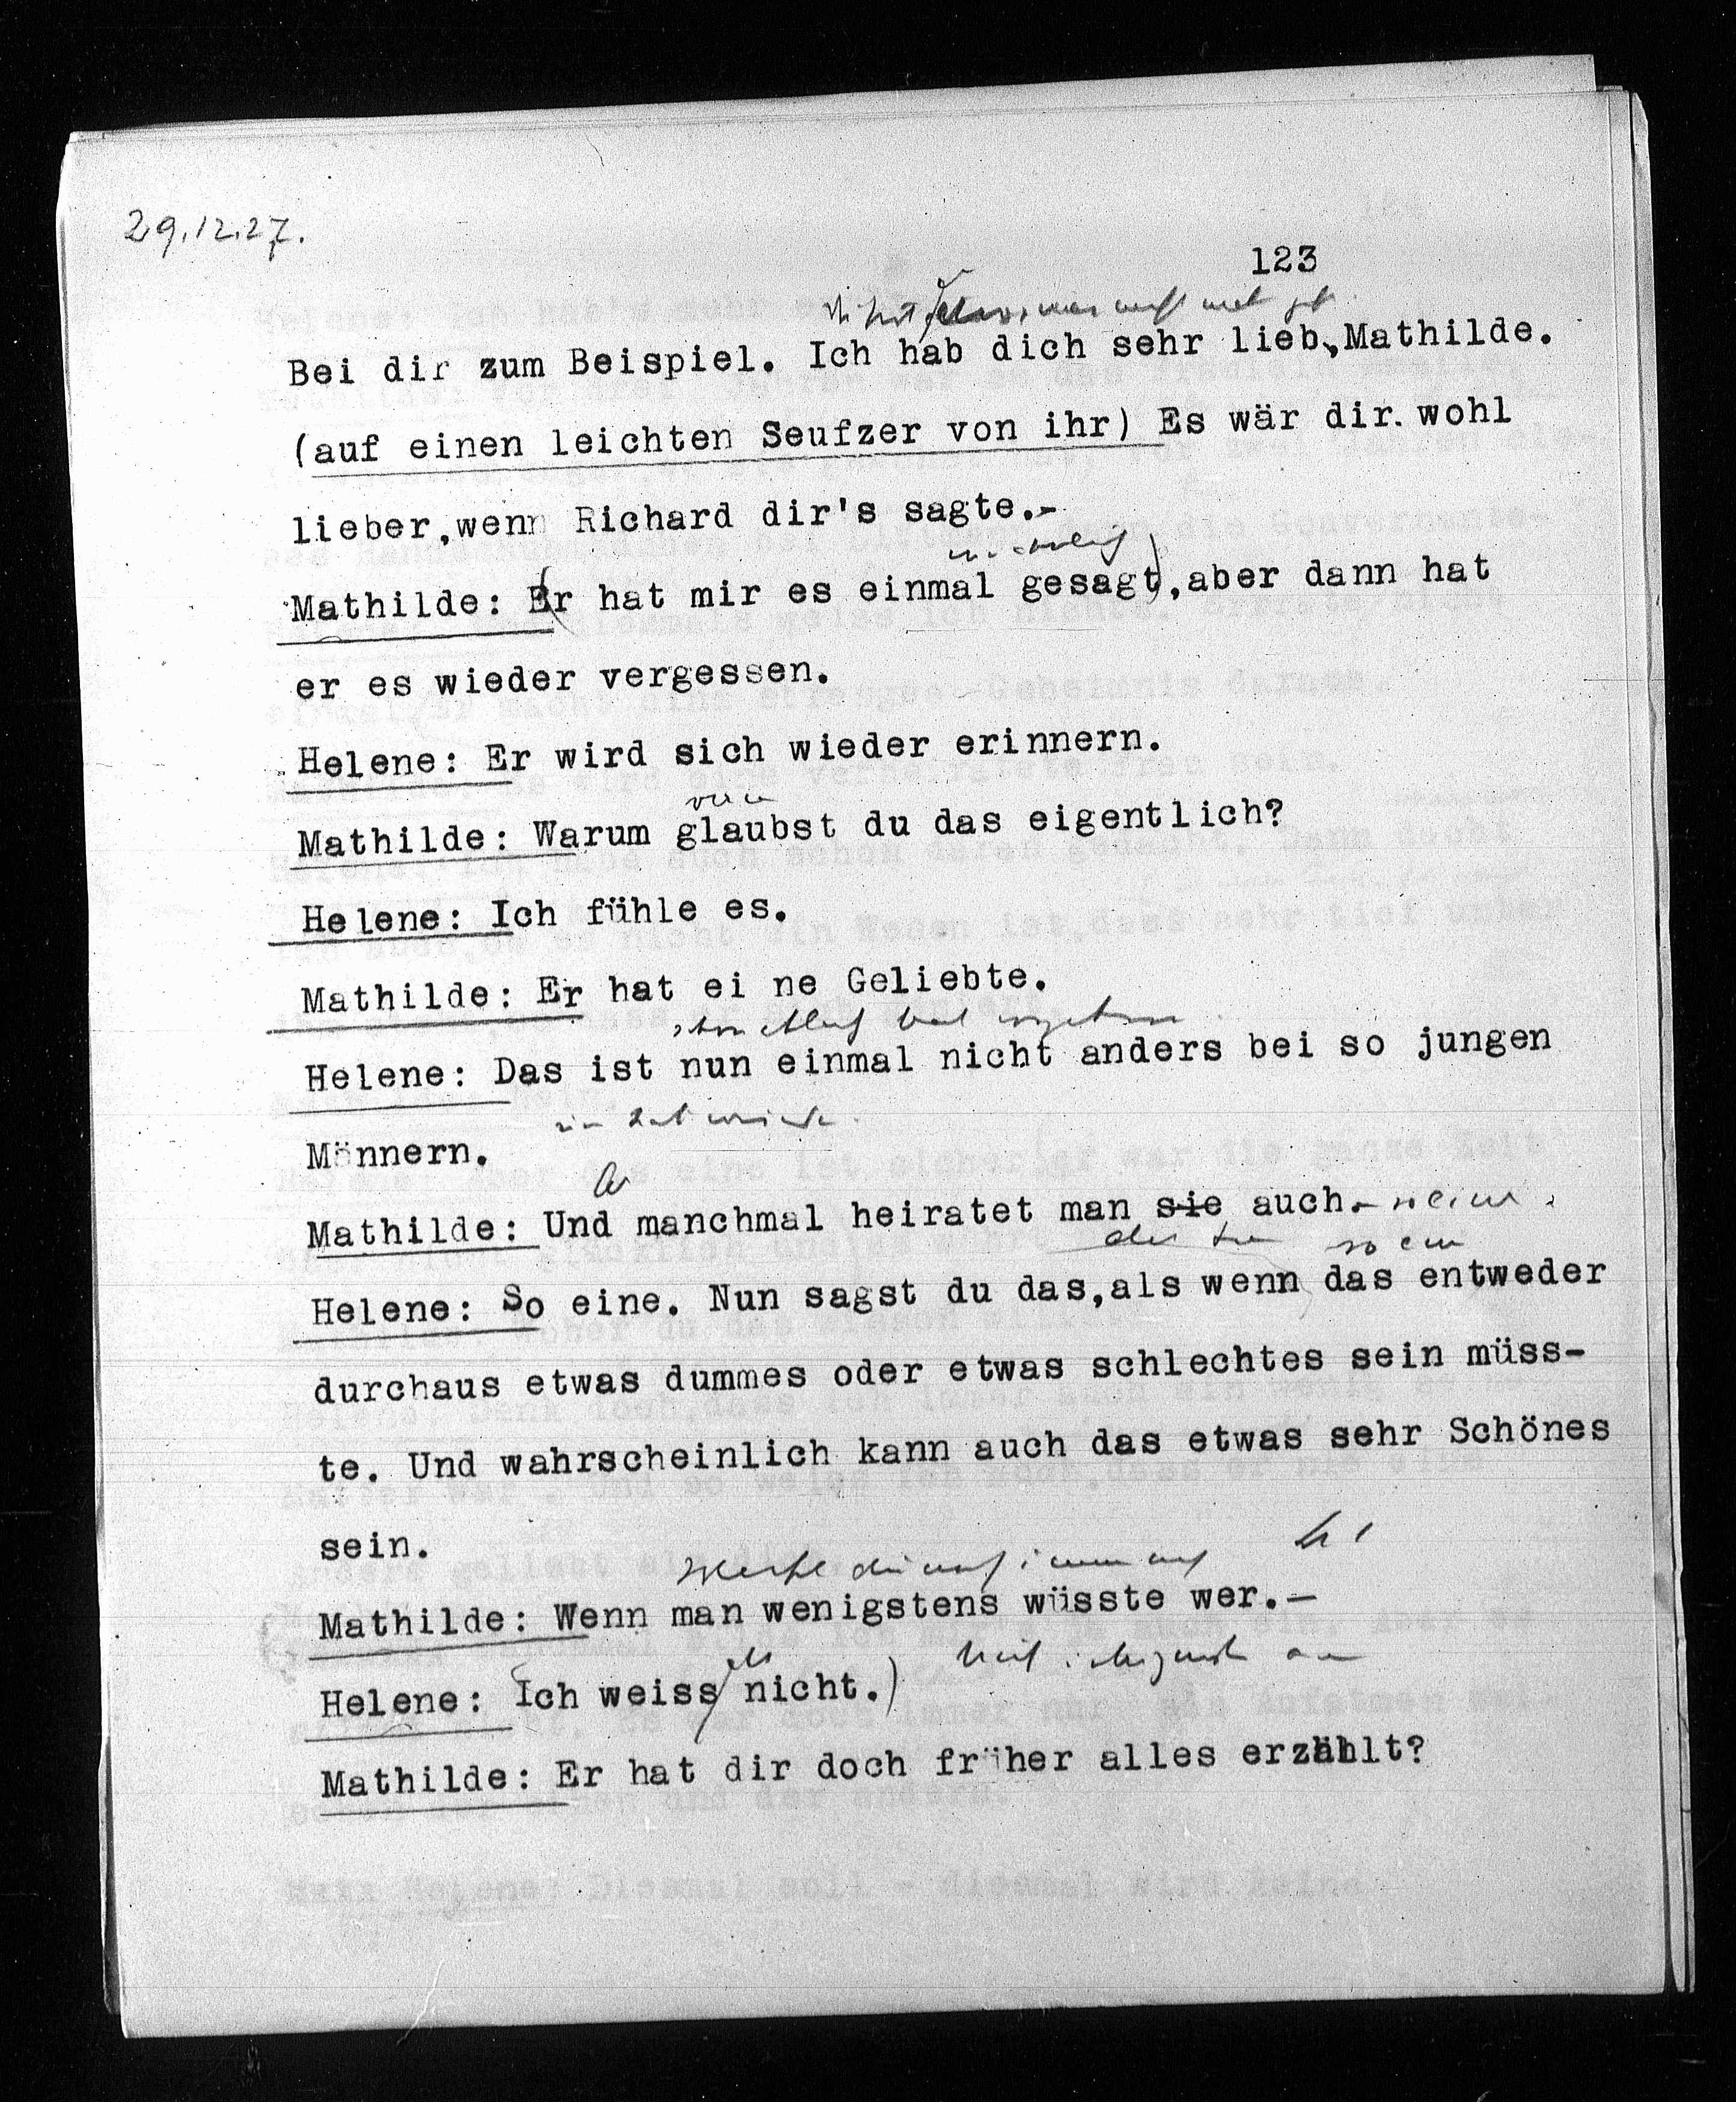 29.12.27.
123
Bei dir zum Beispiel. Ich hab dich sehr lieb, Mathilde.
(auf einen leichten Seufzer von ihr) Es wär dir. wohl
lieber,wenn Richard dir's sagte.-
Mathilde: Er hat mir es einmal gesagt,aber dann hat
er es wieder vergessen.
Helene: Er wird sich wieder erinnern.
Mathilde: Warum glaubst du das eigentlich?
Helene: Ich fühle es.
Mathilde: Er hat ei ne Geliebte.
Helene: Das ist nun einmal nicht anders bei so jungen
Männern.
Mathilde: Und manchmal heiratet man sie auch.-
so eine
Helene: So eine. Nun sagst du das,als wenn das entweder
durchaus etwas dummes oder etwas schlechtes sein müss-
te. Und wahrscheinlich kann auch das etwas sehr Schönes
sein.
Mathilde: Wenn man wenigstens wüsste wer.-
Helene: Ich weiss nicht.)
Mathilde: Er hat dir doch früher alles erzählt?